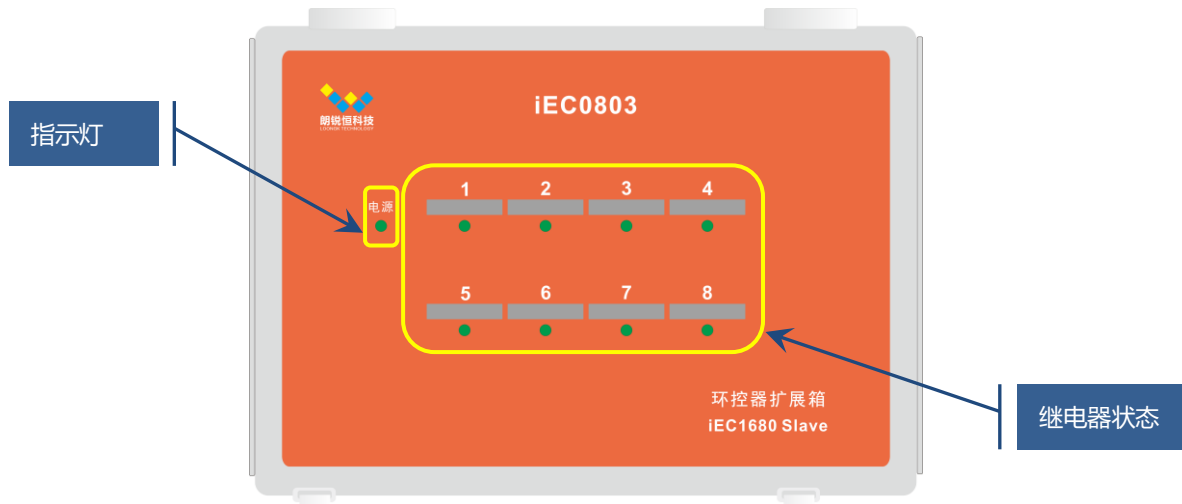 iEC0803
朗锐恒科技
LOOHOK TECHNOLOGY
指示灯
电源
1 2 3 4
5 6 7 8
环控器扩展箱
iEC1680 Slave
继电器状态